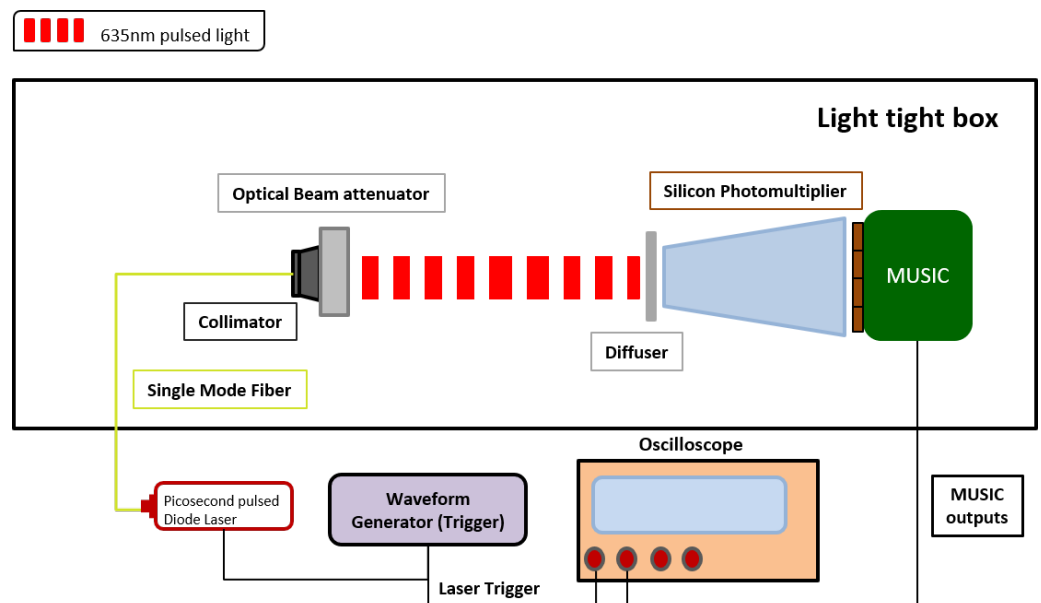 635nm pulsed light
Light tight box
Optical Beam attenuator
Silicon Photomultiplier
MUSIC
Collimator
Diffuser
Single Mode Fiber
Oscilloscope
Picosecond pulsed
Diode Laser
Waveform
Generator (Trigger)
MUSIC
outputs
Laser Trigger